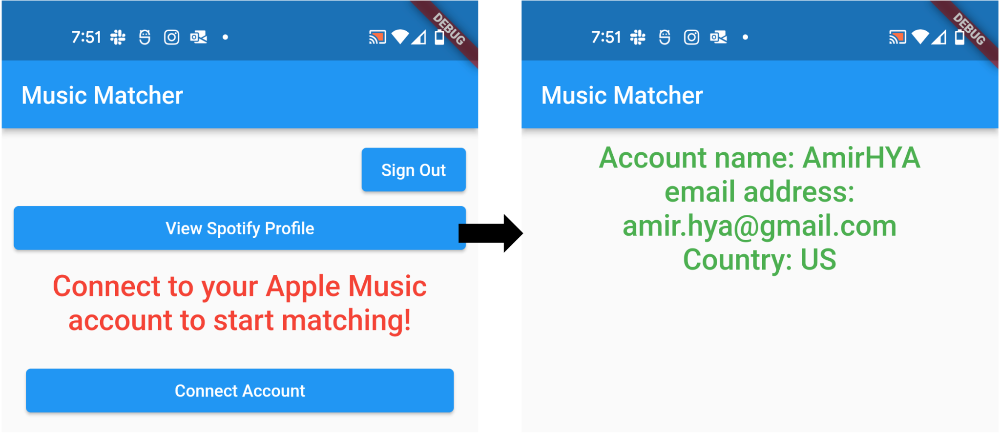 7:51
DEBUG
Music Matcher
Sign Out
View Spotify Profile
Connect to your Apple Music
account to start matching!
Connect Account
7:51
DEBUG
Music Matcher
Account name: AmirHYA
email address:
amir.hya@gmail.com
Country: US